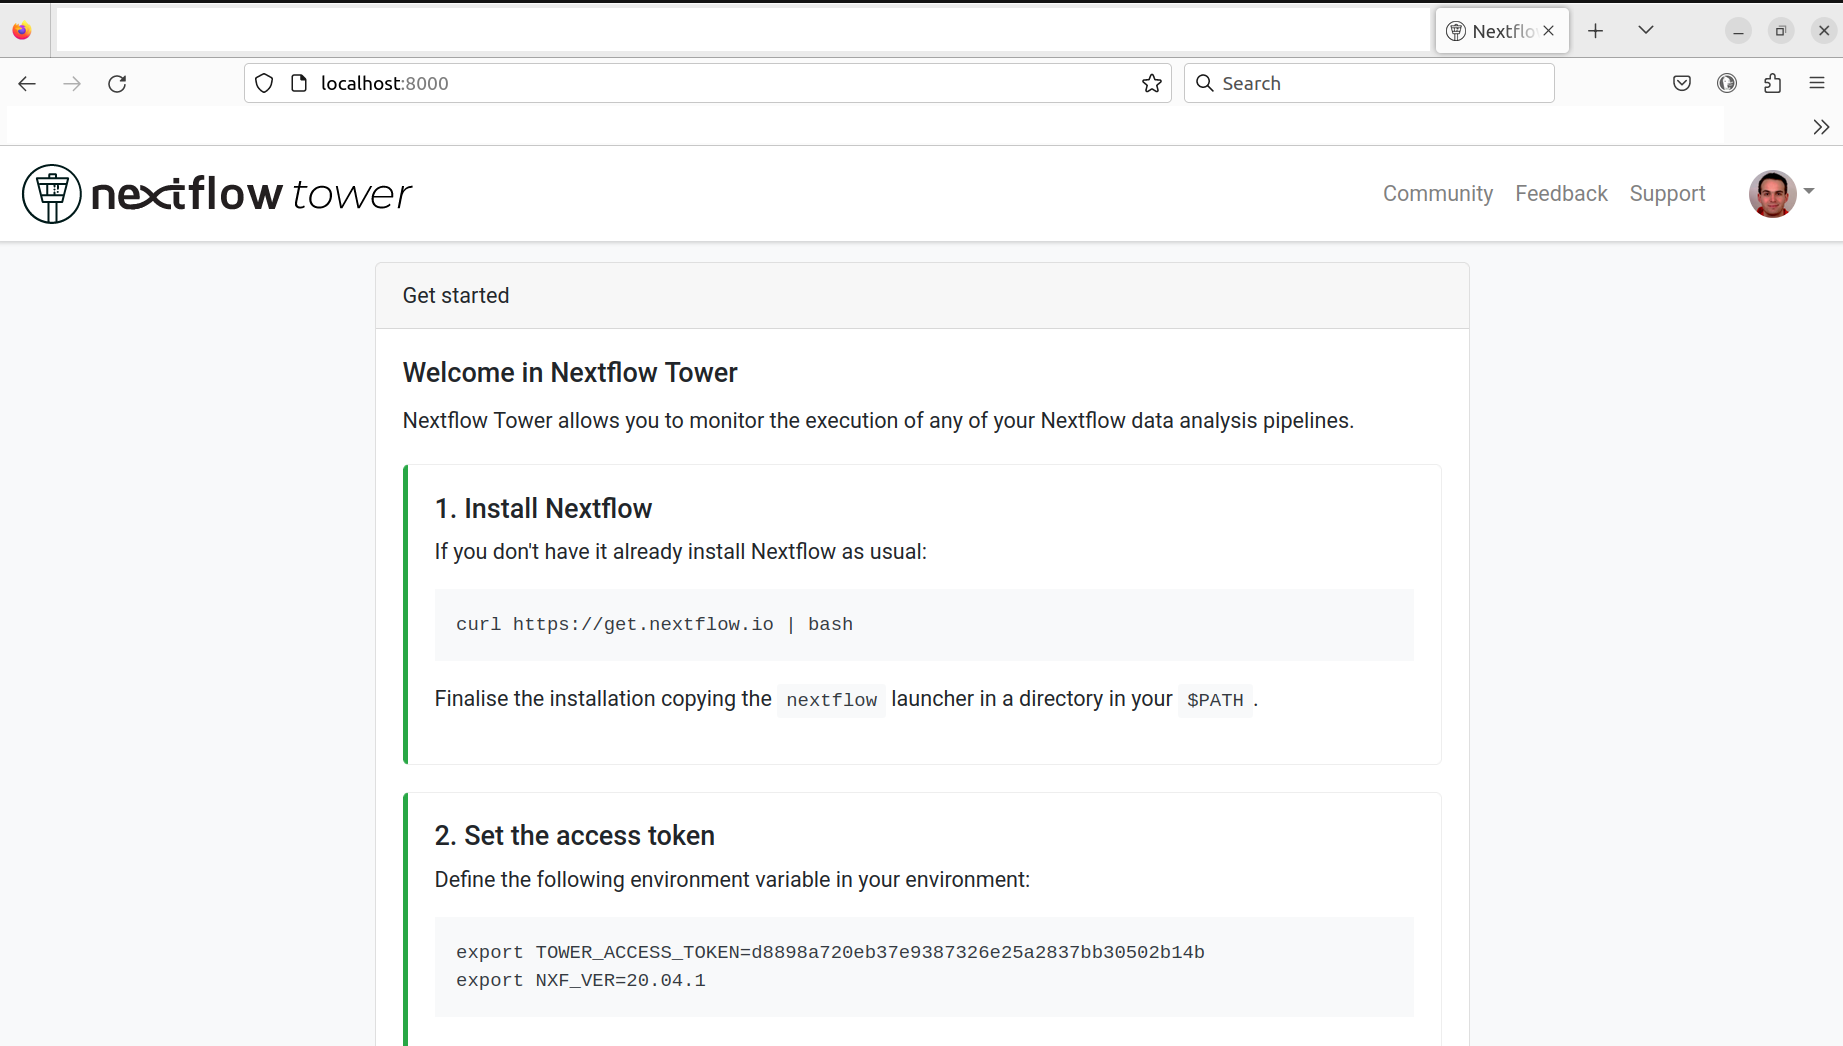 Nextflo
localhost:8000
Search
nextflow tower
Community Feedback Support
Get started
Welcome in Nextflow Tower
Nextflow Tower allows you to monitor the execution of any of your Nextflow data analysis pipelines.
1. Install Nextflow
If you don't have it already install Nextflow as usual:
curl https://get.nextflow.io | bash
Finalise the installation copying the nextflow launcher in a directory in your $PATH .
2. Set the access token
Define the following environment variable in your environment:
export TOWER_ACCESS_TOKEN=d8898a720eb37e9387326e25a2837bb30502b14b
export NXF_VER=20.04.1